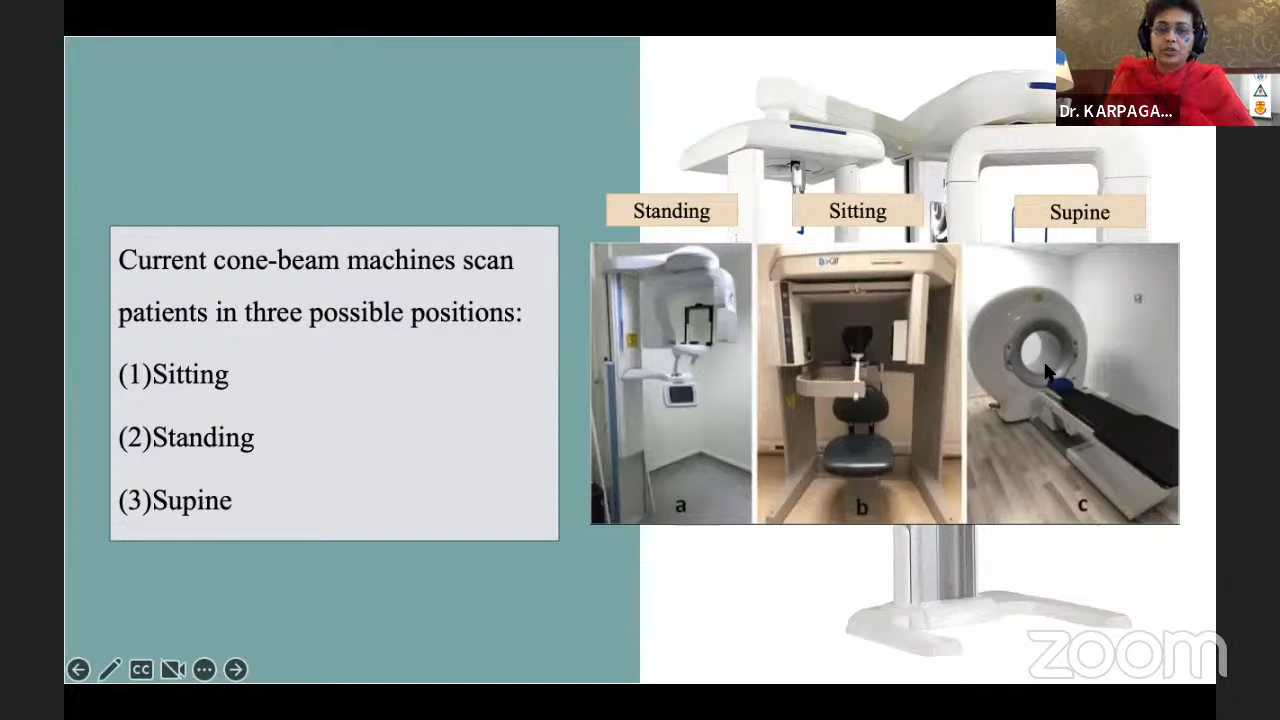 Dr. KARPAGA...
Standing
Sitting
Supine
Current cone-beam machines scan
patients in three possible positions:
(1)Sitting
(2)Standing
(3)Supine
a
b
c
CC
zoom